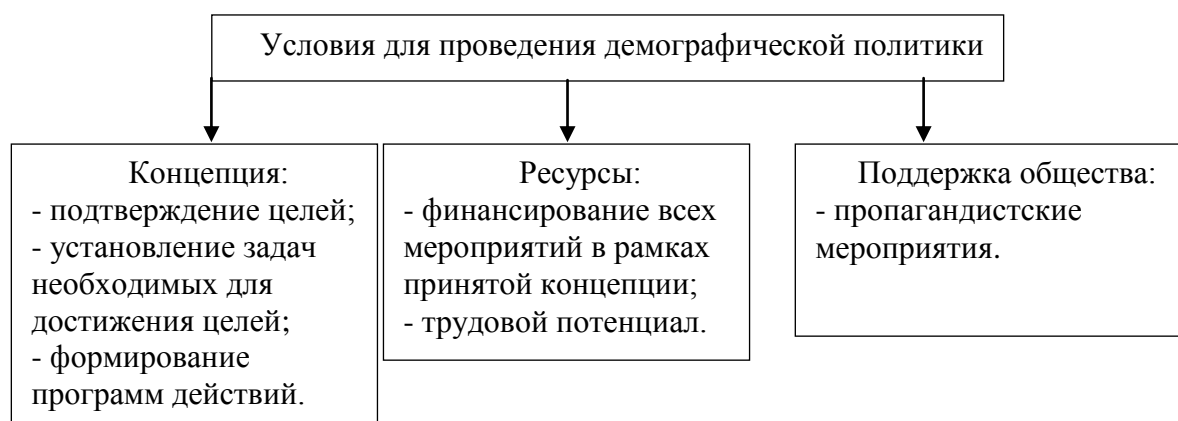 Условия для проведения демографической политики
Концепция:
- подтверждение целей;
- установление задач
необходимых для
достижения целей;
- формирование
программ действий.
Ресурсы:
- финансирование всех
мероприятий в рамках
принятой концепции;
- трудовой потенциал.
Поддержка общества:
- пропагандистские
мероприятия.